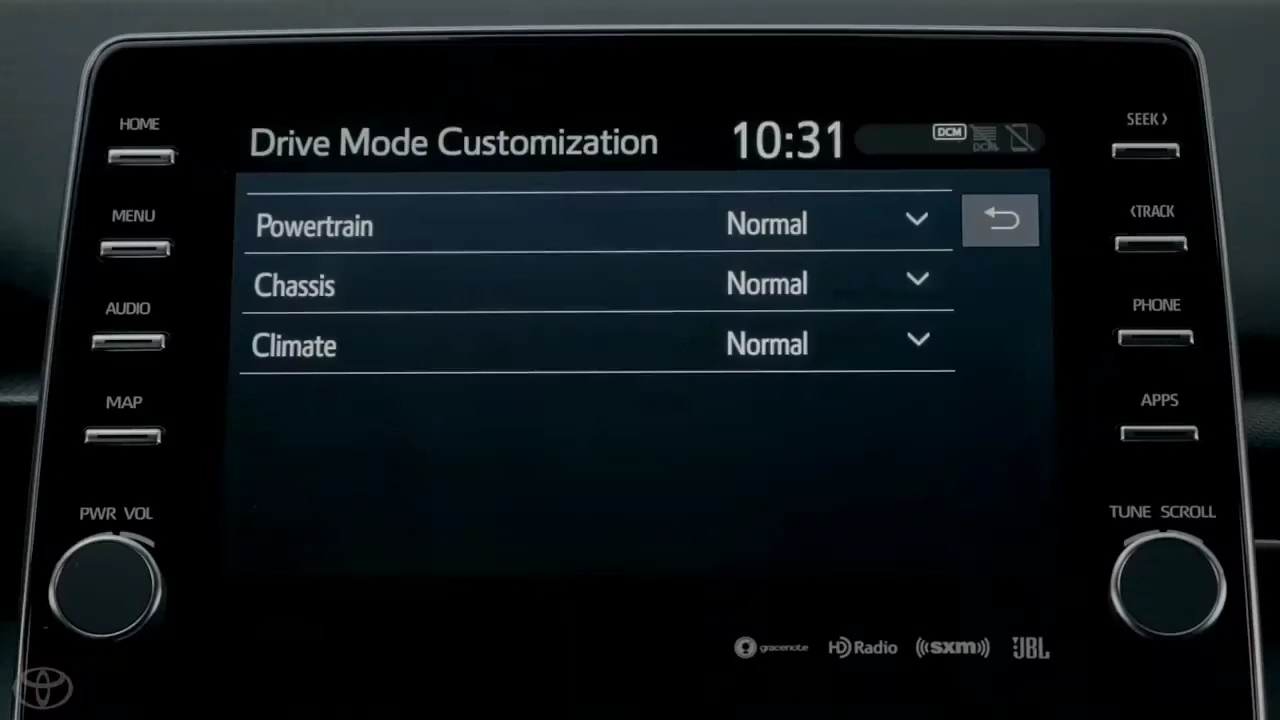 HOME
SEEK›
Drive Mode Customization 10:31 DCM
MENU
‹TRACK
Powertrain Normal
Chassis Normal
AUDIO
PHONE
Climate Normal
MAP
APPS
PWR VOL
TUNE SCROLL
gracenote HD Radio ((sxm)) JBL